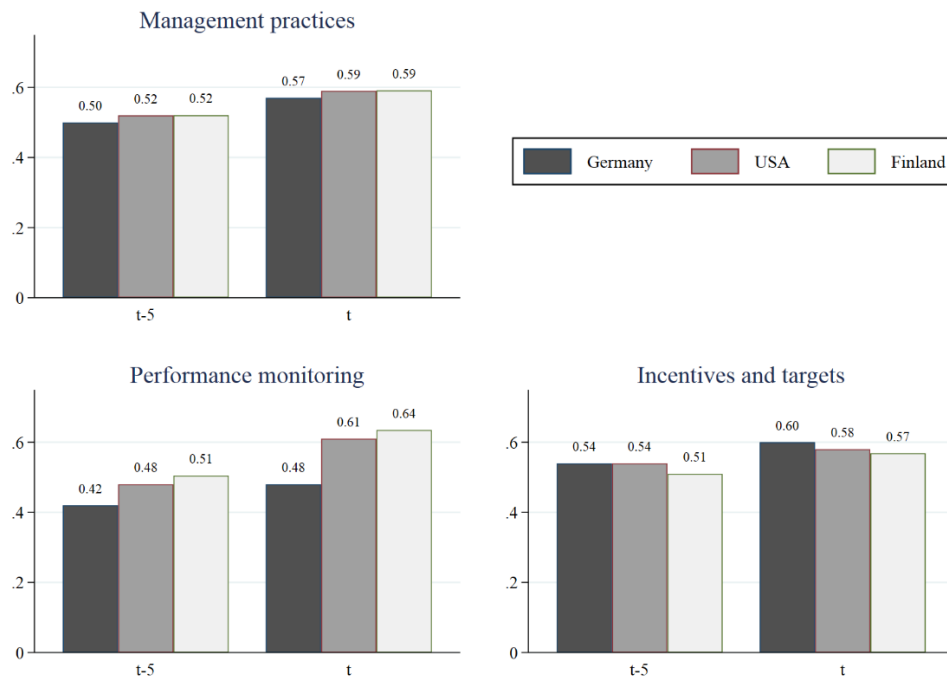 Management practices
.6
.4
.2
0
0.50 0.52 0.52
0.57 0.59 0.59
t-5 t
Germany USA Finland
Performance monitoring
.6
.4
.2
0
0.42 0.48 0.51
0.48 0.61 0.64
t-5 t
Incentives and targets
.6
.4
.2
0
0.54 0.54 0.51
0.60 0.58 0.57
t-5 t